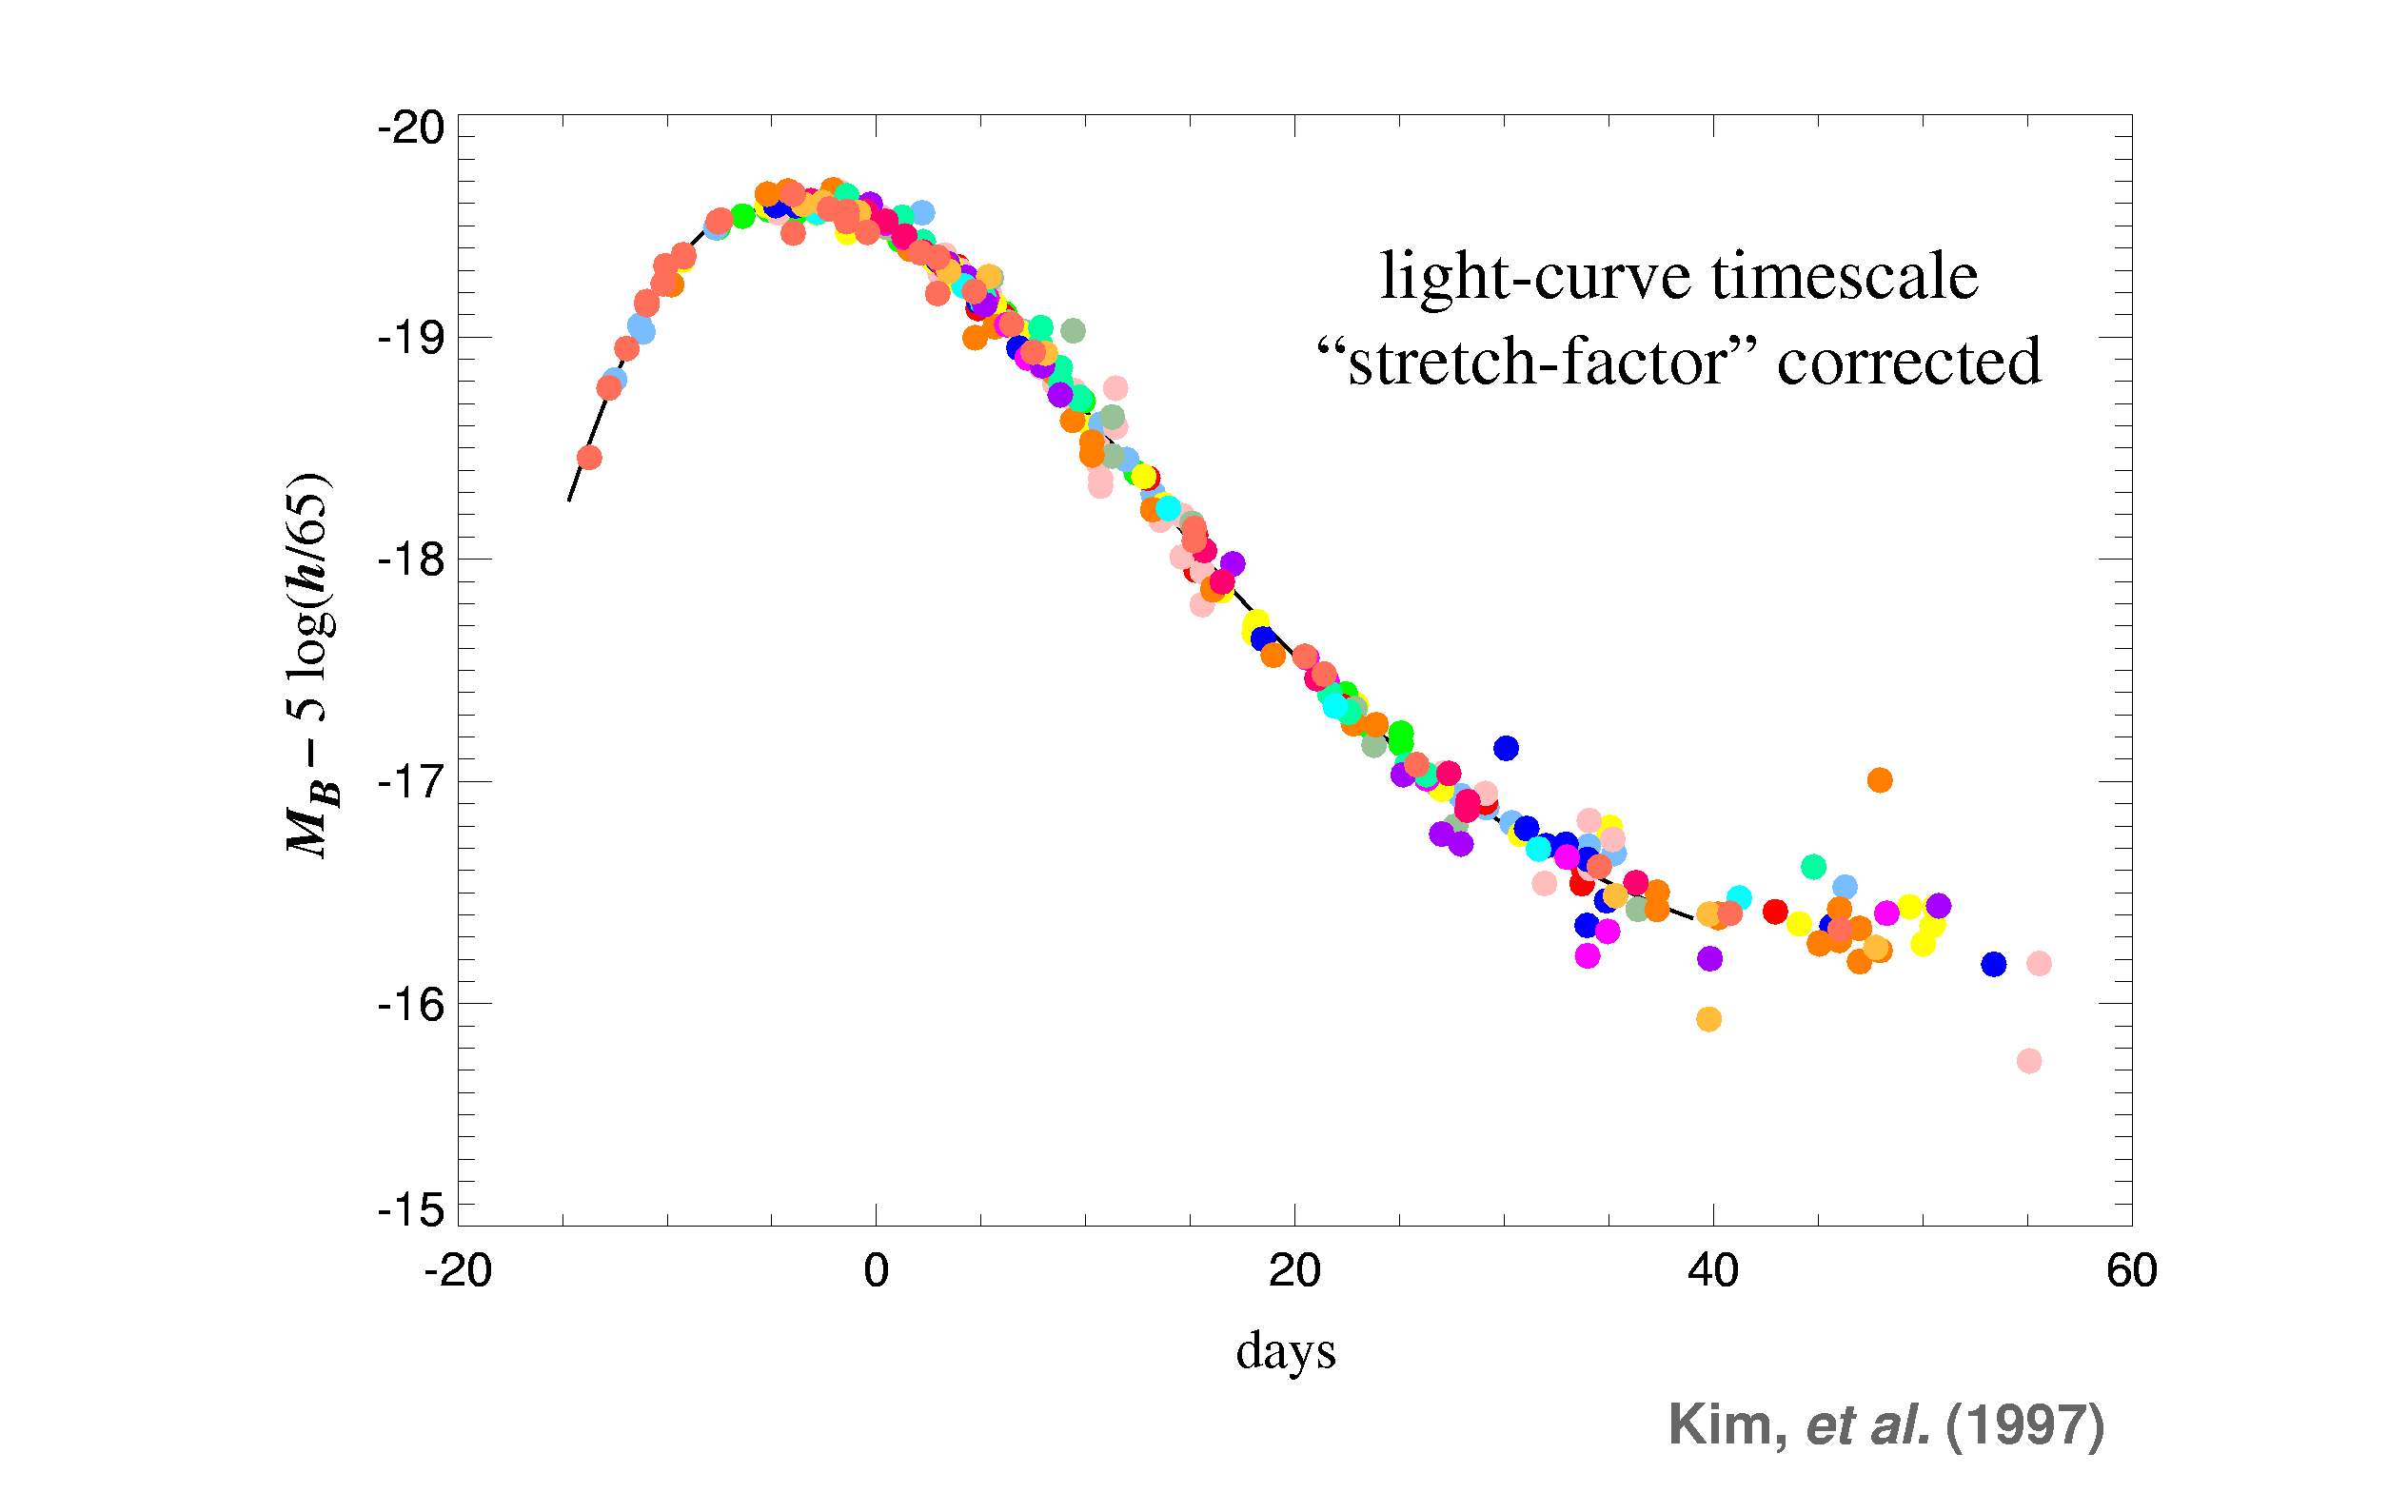 -20
-19
-18
-17
-16
-15
M_B − 5 log(h/65)
light-curve timescale
“stretch-factor” corrected
-20 0 20 40 60
days
Kim, et al. (1997)